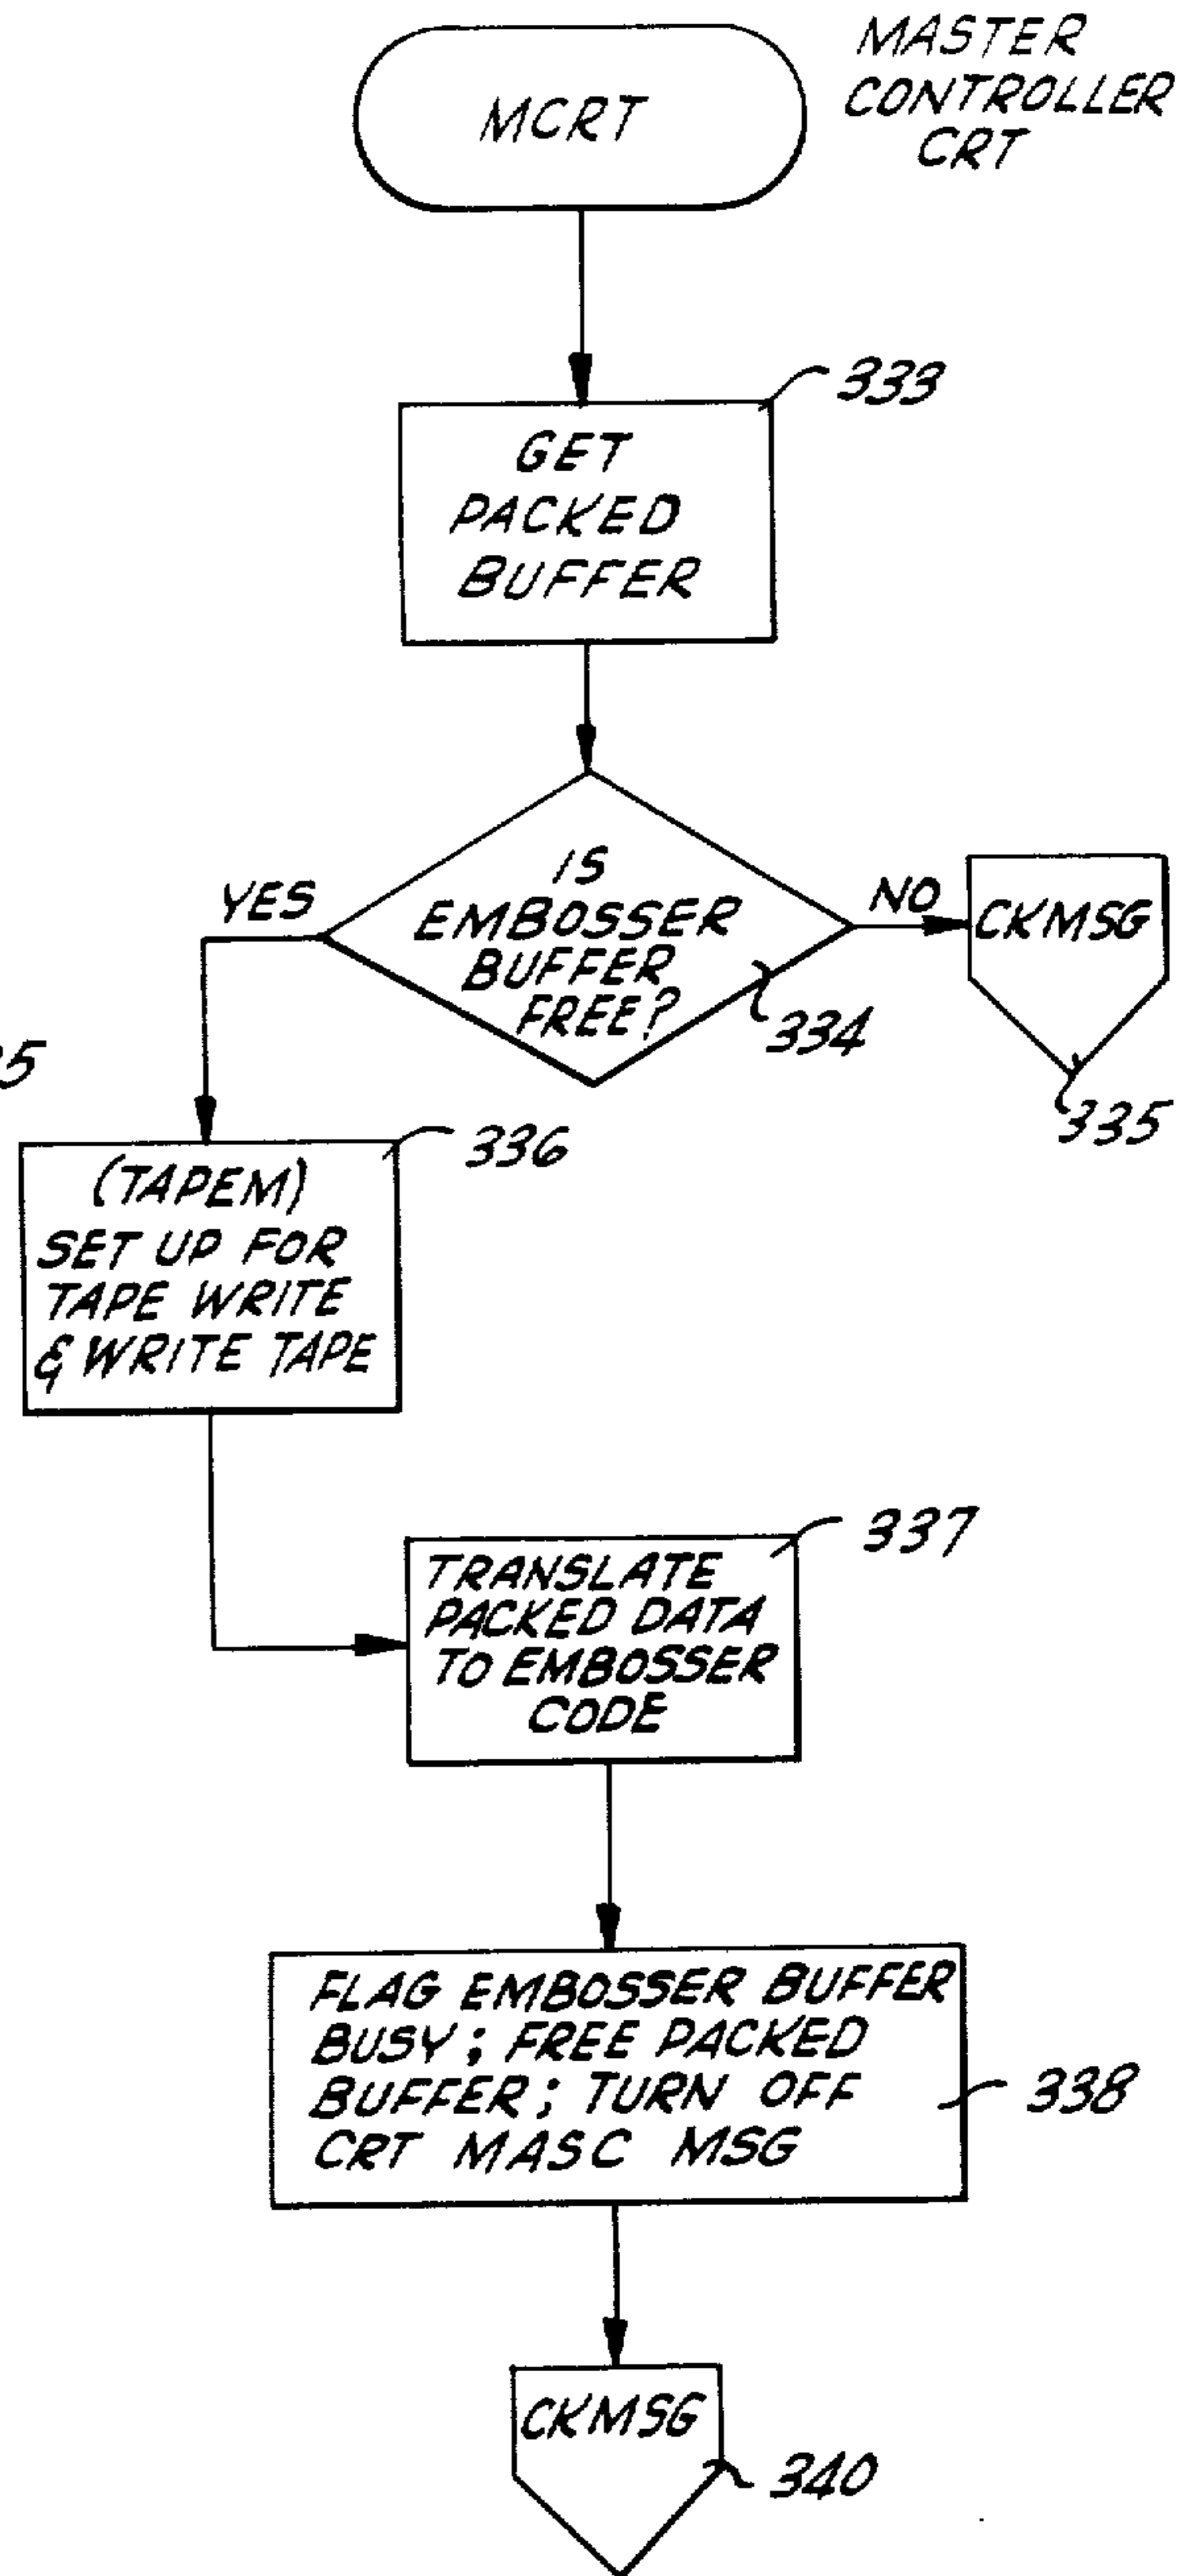 MCRT
MASTER
CONTROLLER
CRT
333
GET
PACKED
BUFFER
IS
EMBOSSER
BUFFER
FREE?
334
YES
NO
CKMSG
335
(TAPEM)
SET UP FOR
TAPE WRITE
& WRITE TAPE
336
337
TRANSLATE
PACKED DATA
TO EMBOSSER
CODE
FLAG EMBOSSER BUFFER
BUSY; FREE PACKED
BUFFER; TURN OFF
CRT MASC MSG
338
CKMSG
340